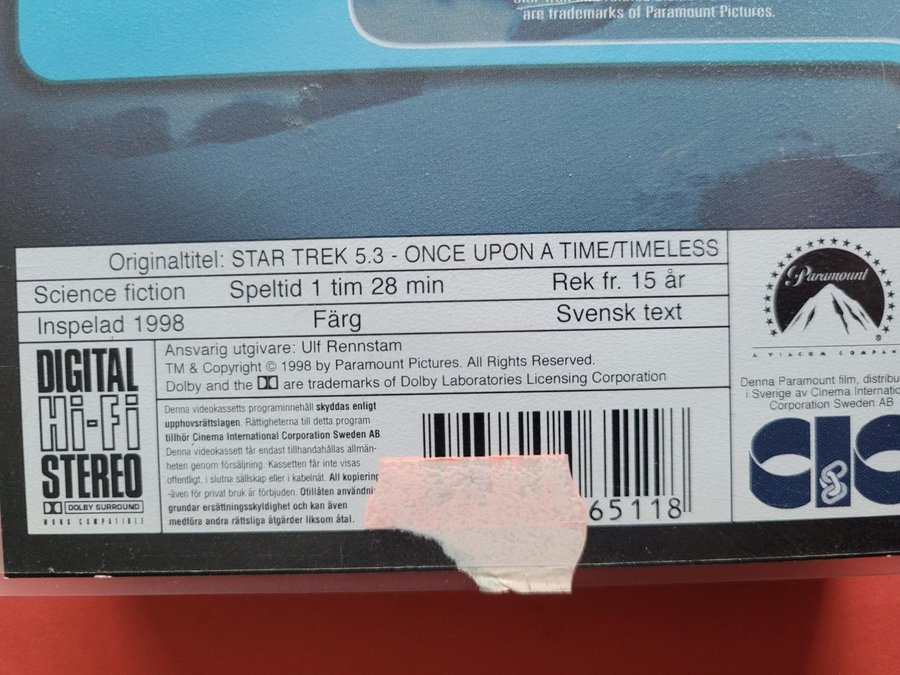 are trademarks of Paramount Pictures.
Originaltitel: STAR TREK 5.3 - ONCE UPON A TIME/TIMELESS
Science fiction Speltid 1 tim 28 min Rek fr. 15 år
Inspelad 1998 Färg Svensk text
DIGITAL
Hi-Fi
STEREO
DOLBY SURROUND
MONO COMPATIBLE
Ansvarig utgivare: Ulf Rennstam
TM & Copyright © 1998 by Paramount Pictures. All Rights Reserved.
Dolby and the are trademarks of Dolby Laboratories Licensing Corporation
Denna videokassetts programinnehåll skyddas enligt
upphovsrättslagen. Rättigheterna till detta program
tillhör Cinema International Corporation Sweden AB.
Denna videokassett får endast tillhandahållas allmän-
heten genom försäljning. Kassetten får inte visas
offentligt, i slutna sällskap eller i kabelnät. All kopiering
-även för privat bruk är förbjuden. Otillåten användnin
grundar ersättningsskyldighet och kan även
medföra andra rättsliga åtgärder liksom åtal.
65118
Paramount
A VIACOM COMPAN
Denna Paramount film, distribu
i Sverige av Cinema Internatio
Corporation Sweden AB